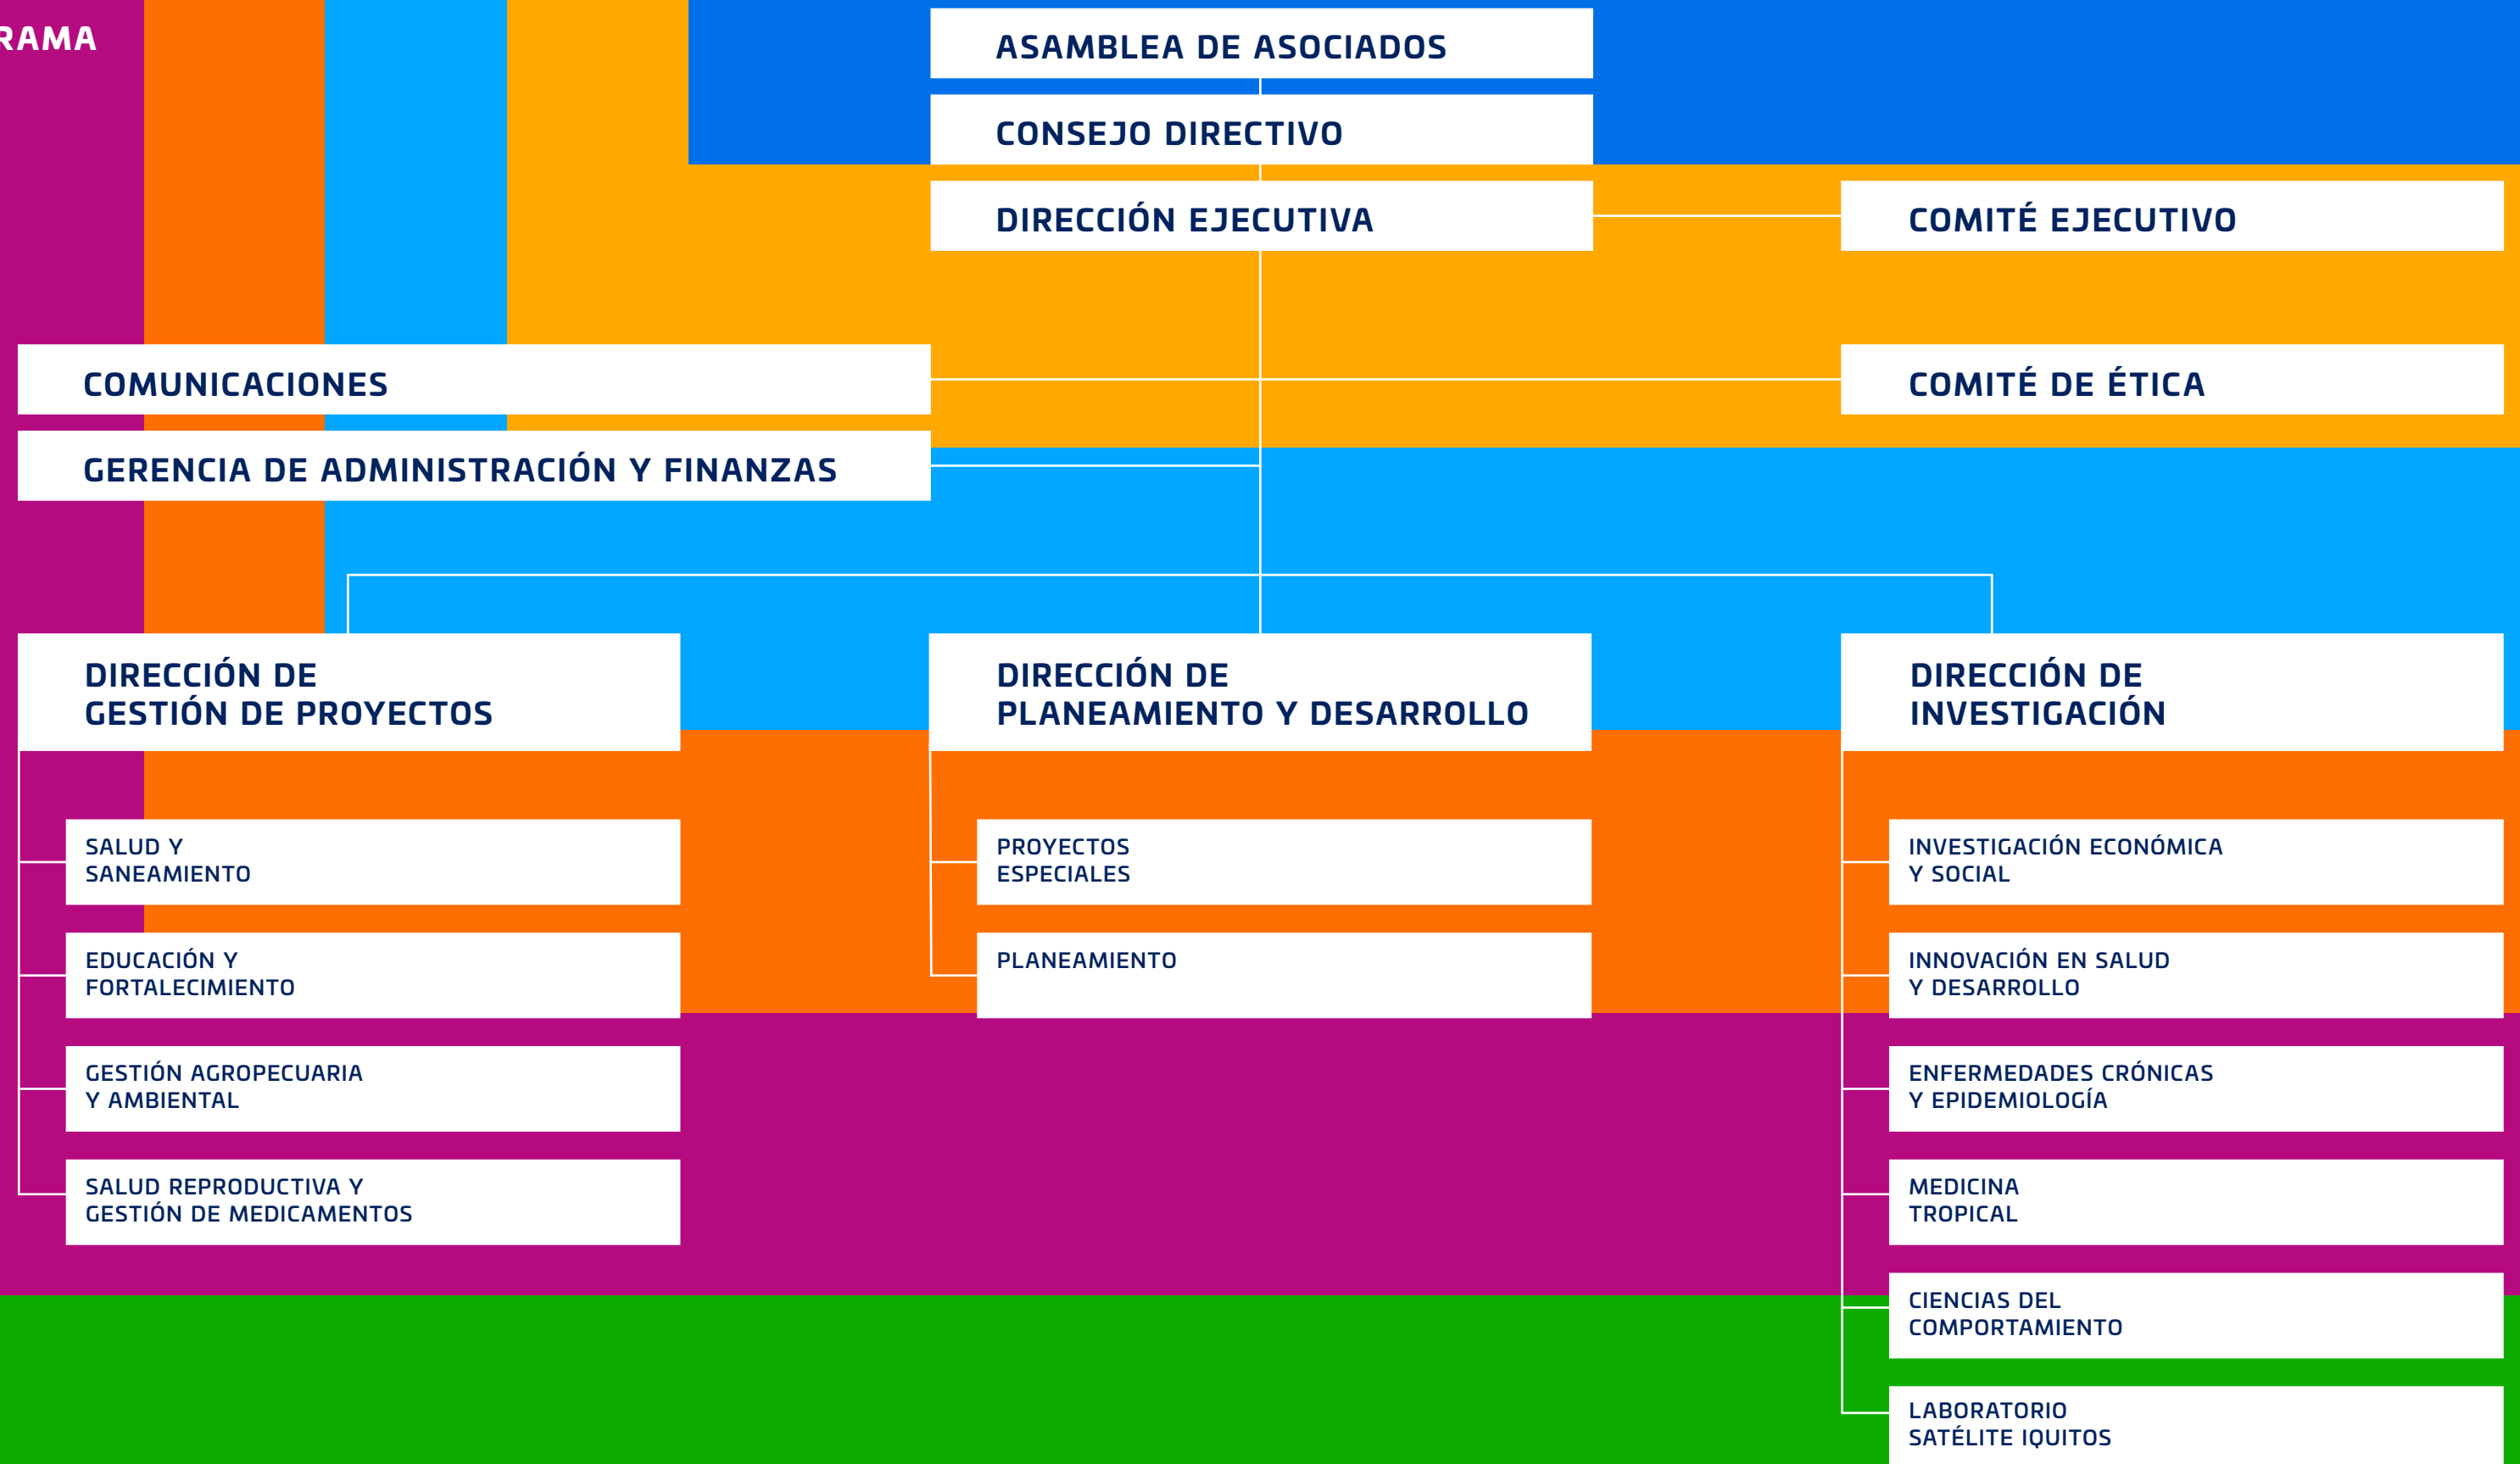 RAMA
ASAMBLEA DE ASOCIADOS
CONSEJO DIRECTIVO
DIRECCIÓN EJECUTIVA
COMITÉ EJECUTIVO
COMUNICACIONES
COMITÉ DE ÉTICA
GERENCIA DE ADMINISTRACIÓN Y FINANZAS
DIRECCIÓN DE
GESTIÓN DE PROYECTOS
SALUD Y
SANEAMIENTO
EDUCACIÓN Y
FORTALECIMIENTO
GESTIÓN AGROPECUARIA
Y AMBIENTAL
SALUD REPRODUCTIVA Y
GESTIÓN DE MEDICAMENTOS
DIRECCIÓN DE
PLANEAMIENTO Y DESARROLLO
PROYECTOS
ESPECIALES
PLANEAMIENTO
DIRECCIÓN DE
INVESTIGACIÓN
INVESTIGACIÓN ECONÓMICA
Y SOCIAL
INNOVACIÓN EN SALUD
Y DESARROLLO
ENFERMEDADES CRÓNICAS
Y EPIDEMIOLOGÍA
MEDICINA
TROPICAL
CIENCIAS DEL
COMPORTAMIENTO
LABORATORIO
SATÉLITE IQUITOS